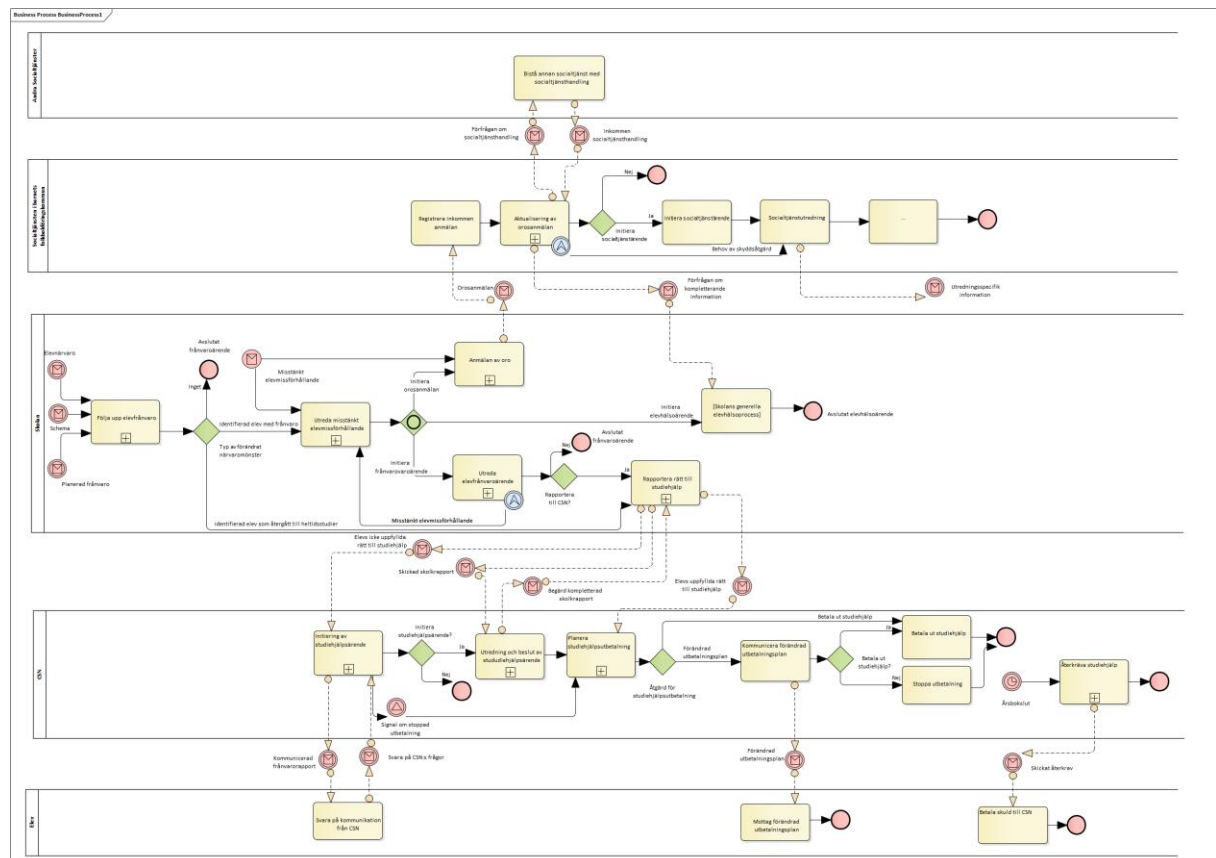 Business Process BusinessProcess1
Andra Socialtjänster
Bistå annan socialtjänst med
socialtjänsthandling
Förfrågan om
socialtjänsthandling
Inkommen
socialtjänsthandling
Socialtjänsten i barnets
folkbokföringskommun
Registrera inkommen
anmälan
Aktualisering av
orosanmälan
Nej
Ja
Initiera
socialtjänstärende
Initiera socialtjänstärende
Socialtjänstutredning
...
Behov av skyddsåtgärd
Orosanmälan
Förfrågan om
kompletterande
information
Utredningsspecifik
information
Skolan
Elevnärvaro
Schema
Planerad frånvaro
Följa upp elevfrånvaro
Avslutat
frånvaroärende
Inget
Misstänkt
elevmissförhållande
Identifierad elev med frånvaro
Typ av förändrat
närvaromönster
Utreda misstänkt
elevmissförhållande
Initiera
orosanmälan
Anmälan av oro
Initiera
elevhälsoärende
[Skolans generella
elevhälsoprocess]
Avslutat elevhälsoärende
Initiera
frånvarovaroärende
Utreda
elevfrånvaroärende
Nej
Avslutat
frånvaroärende
Rapportera
till CSN?
Ja
Rapportera rätt till
studiehjälp
Misstänkt elevmissförhållande
Identifierad elev som återgått till heltidsstudier
Elevs icke uppfyllda
rätt till studiehjälp
Skickad skolrapport
Begärd kompletterad
skolrapport
Elevs uppfyllda rätt
till studiehjälp
CSN
Initiering av
studiehjälpsärende
Initiera
studiehjälpsärende?
Ja
Nej
Utredning och beslut av
stududiehjälpsärende
Planera
studiehjälpsutbetalning
Signal om stoppad
utbetalning
Betala ut studiehjälp
Förändrad
utbetalningsplan
Åtgärd för
studiehjälpsutbetalning
Kommunicera förändrad
utbetalningsplan
Ja
Betala ut
studiehjälp?
Nej
Betala ut studiehjälp
Stoppa utbetalning
Årsbokslut
Återkräva studiehjälp
Kommunicerad
frånvarorapport
Svara på CSN:s frågor
Förändrad
utbetalningsplan
Skickat återkrav
Elev
Svara på kommunikation
från CSN
Mottag förändrad
utbetalningsplan
Betala skuld till CSN